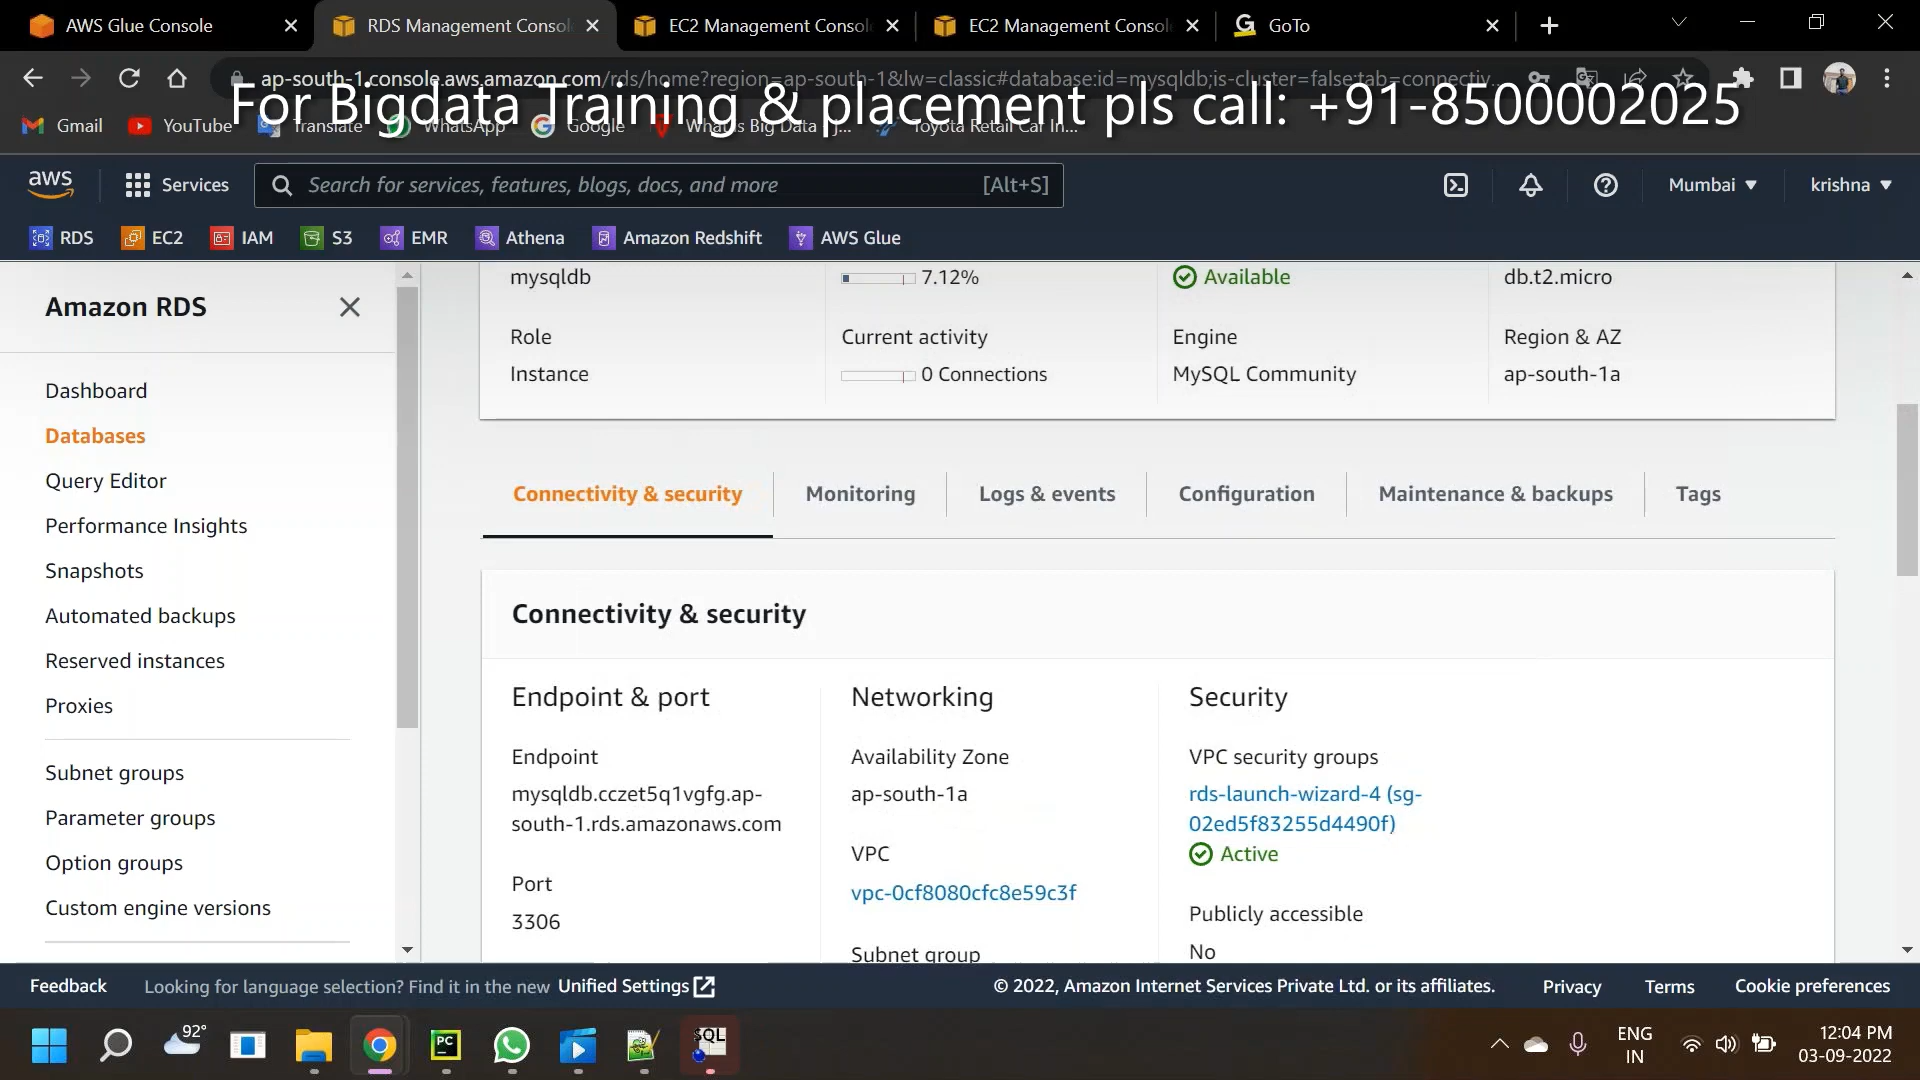 AWS Glue Console
RDS Management Consol
EC2 Management Consol
EC2 Management Consol
GoTo
ap-south-1.console.aws.amazon.com/rds/home?region=ap-south-1&lw=classic#database:id=mysqldb;is-cluster=false;tab=connectiv...
For Bigdata Training & placement pls call: +91-8500002025
Gmail
YouTube
Translate
WhatsApp
Google
What is Big Data | J...
Toyota Retail Car In...
aws
Services
Search for services, features, blogs, docs, and more [Alt+S]
Mumbai
krishna
RDS
EC2
IAM
S3
EMR
Athena
Amazon Redshift
AWS Glue
Amazon RDS
Dashboard
Databases
Query Editor
Performance Insights
Snapshots
Automated backups
Reserved instances
Proxies
Subnet groups
Parameter groups
Option groups
Custom engine versions
mysqldb
7.12%
Available
db.t2.micro
Role
Current activity
Engine
Region & AZ
Instance
0 Connections
MySQL Community
ap-south-1a
Connectivity & security
Monitoring
Logs & events
Configuration
Maintenance & backups
Tags
Connectivity & security
Endpoint & port
Endpoint
mysqldb.cczet5q1vgfg.ap-
south-1.rds.amazonaws.com
Port
3306
Networking
Availability Zone
ap-south-1a
VPC
vpc-0cf8080cfc8e59c3f
Subnet group
Security
VPC security groups
rds-launch-wizard-4 (sg-
02ed5f83255d4490f)
Active
Publicly accessible
No
Feedback
Looking for language selection? Find it in the new Unified Settings
© 2022, Amazon Internet Services Private Ltd. or its affiliates.
Privacy
Terms
Cookie preferences
92°
PC
SQL
ENG
IN
12:04 PM
03-09-2022